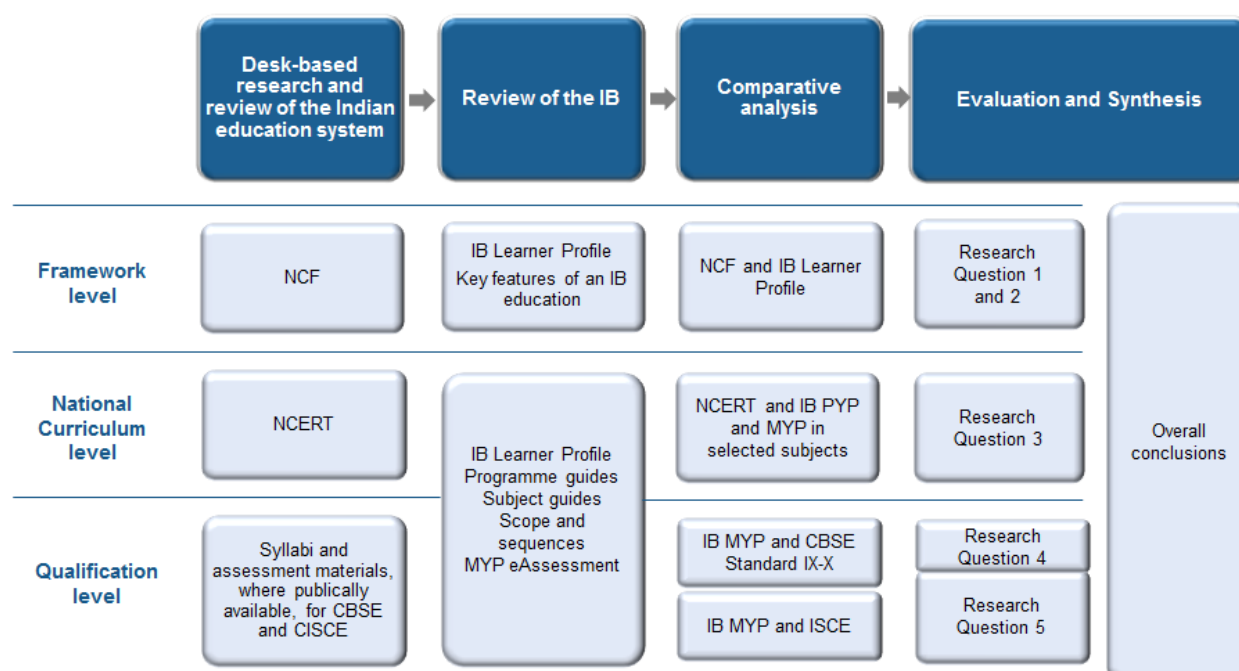 Desk-based
research and
review of the Indian
education system
Review of the IB
Comparative
analysis
Evaluation and Synthesis
Framework
level
NCF
IB Learner Profile
Key features of an IB
education
NCF and IB Learner
Profile
Research
Question 1
and 2
National
Curriculum
level
NCERT
IB Learner Profile
Programme guides
Subject guides
Scope and
sequences
MYP eAssessment
NCERT and IB PYP
and MYP in
selected subjects
Research
Question 3
Overall
conclusions
Qualification
level
Syllabi and
assessment materials,
where publically
available, for CBSE
and CISCE
IB MYP and CBSE
Standard IX-X
IB MYP and ISCE
Research
Question 4
Research
Question 5